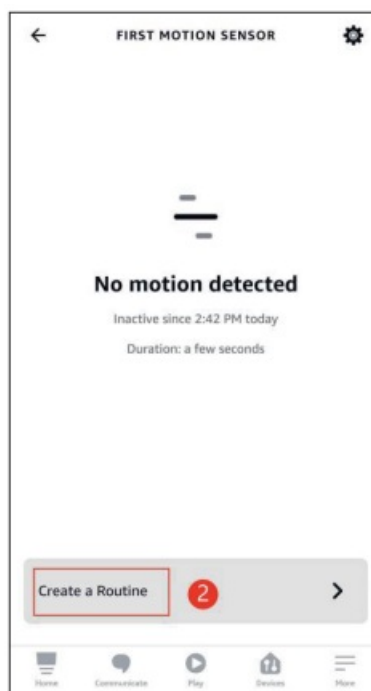 FIRST MOTION SENSOR
No motion detected
Inactive since 2:42 PM today
Duration: a few seconds
Create a Routine 2
Home Communicate Play Devices More